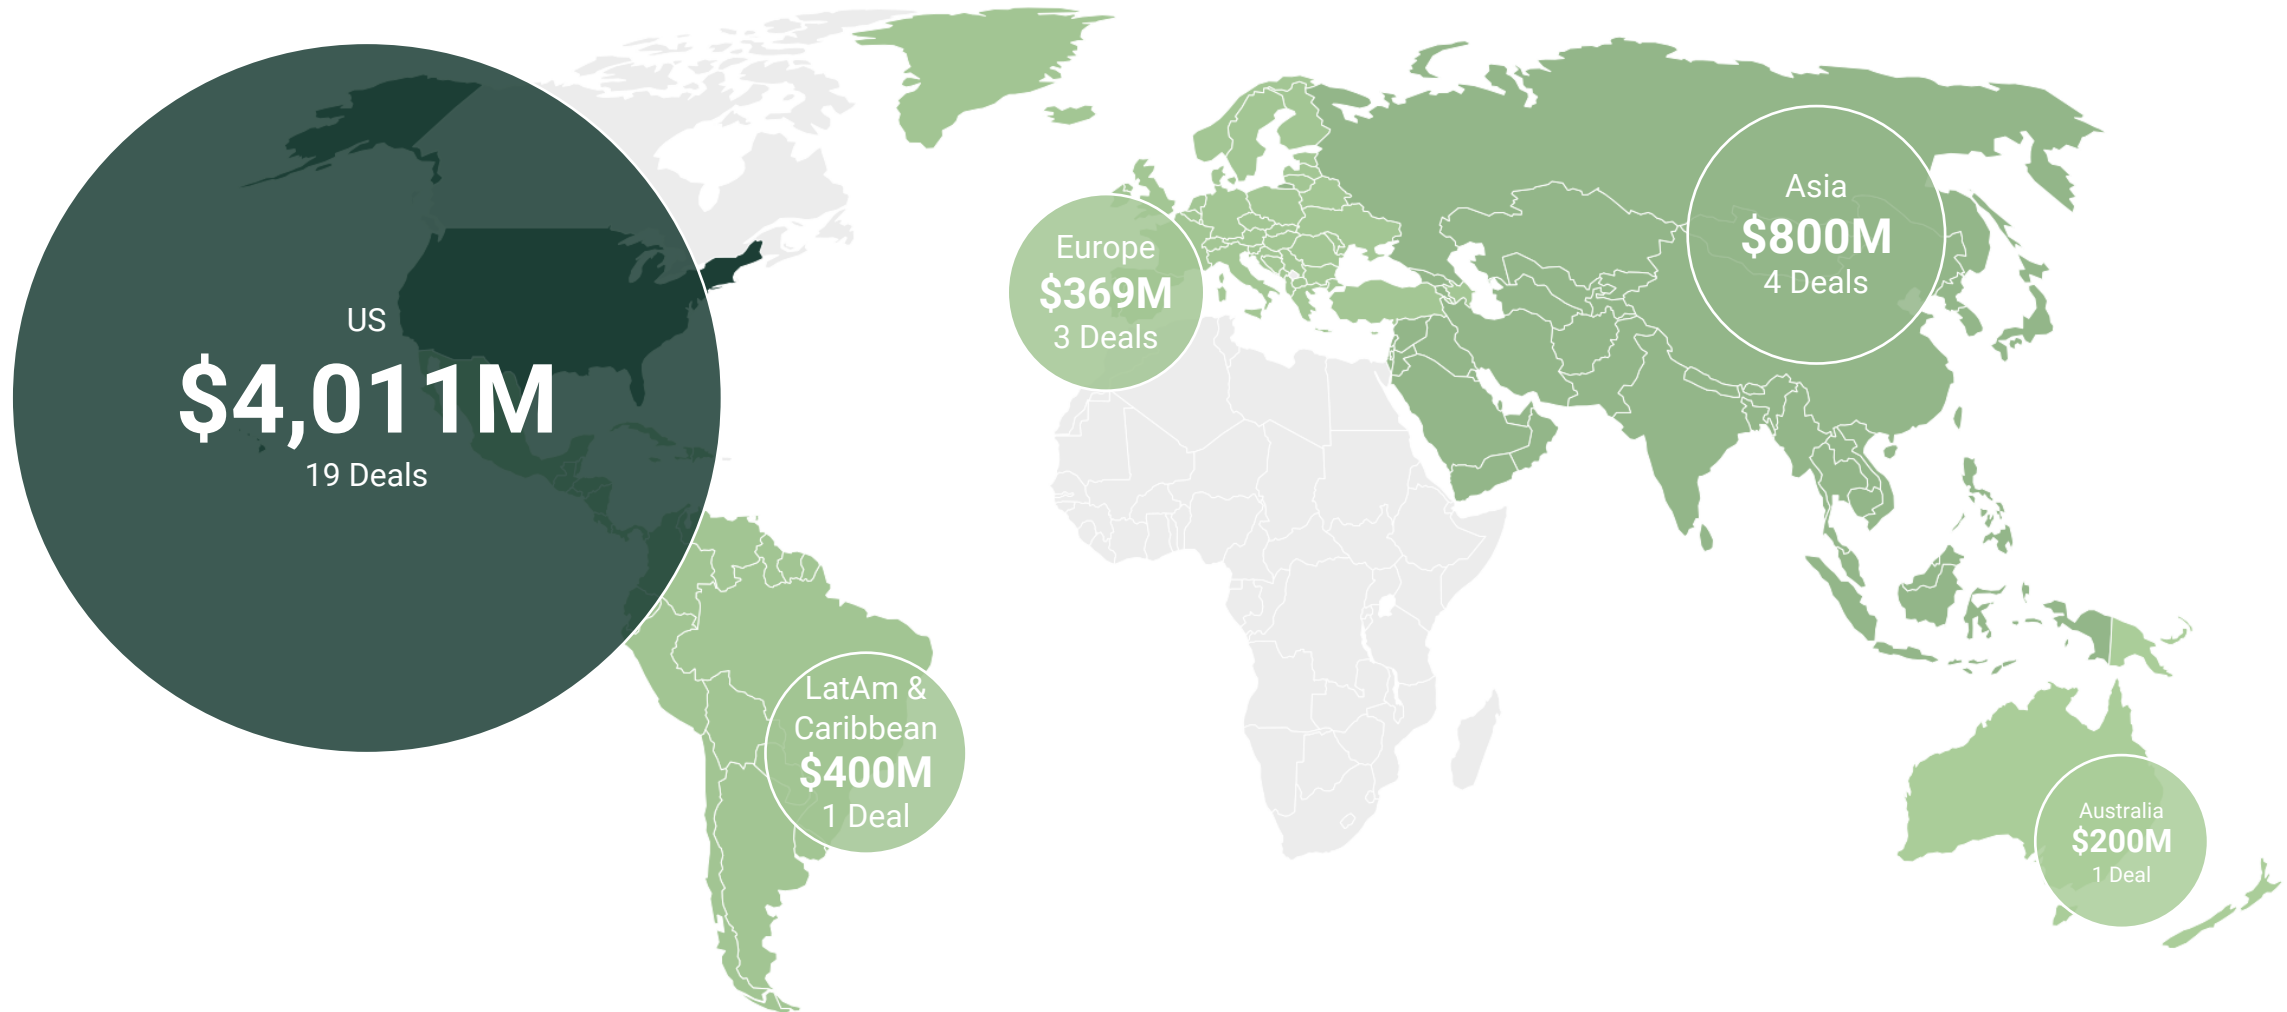 US
$4,011M
19 Deals
Europe
$369M
3 Deals
Asia
$800M
4 Deals
LatAm &
Caribbean
$400M
1 Deal
Australia
$200M
1 Deal